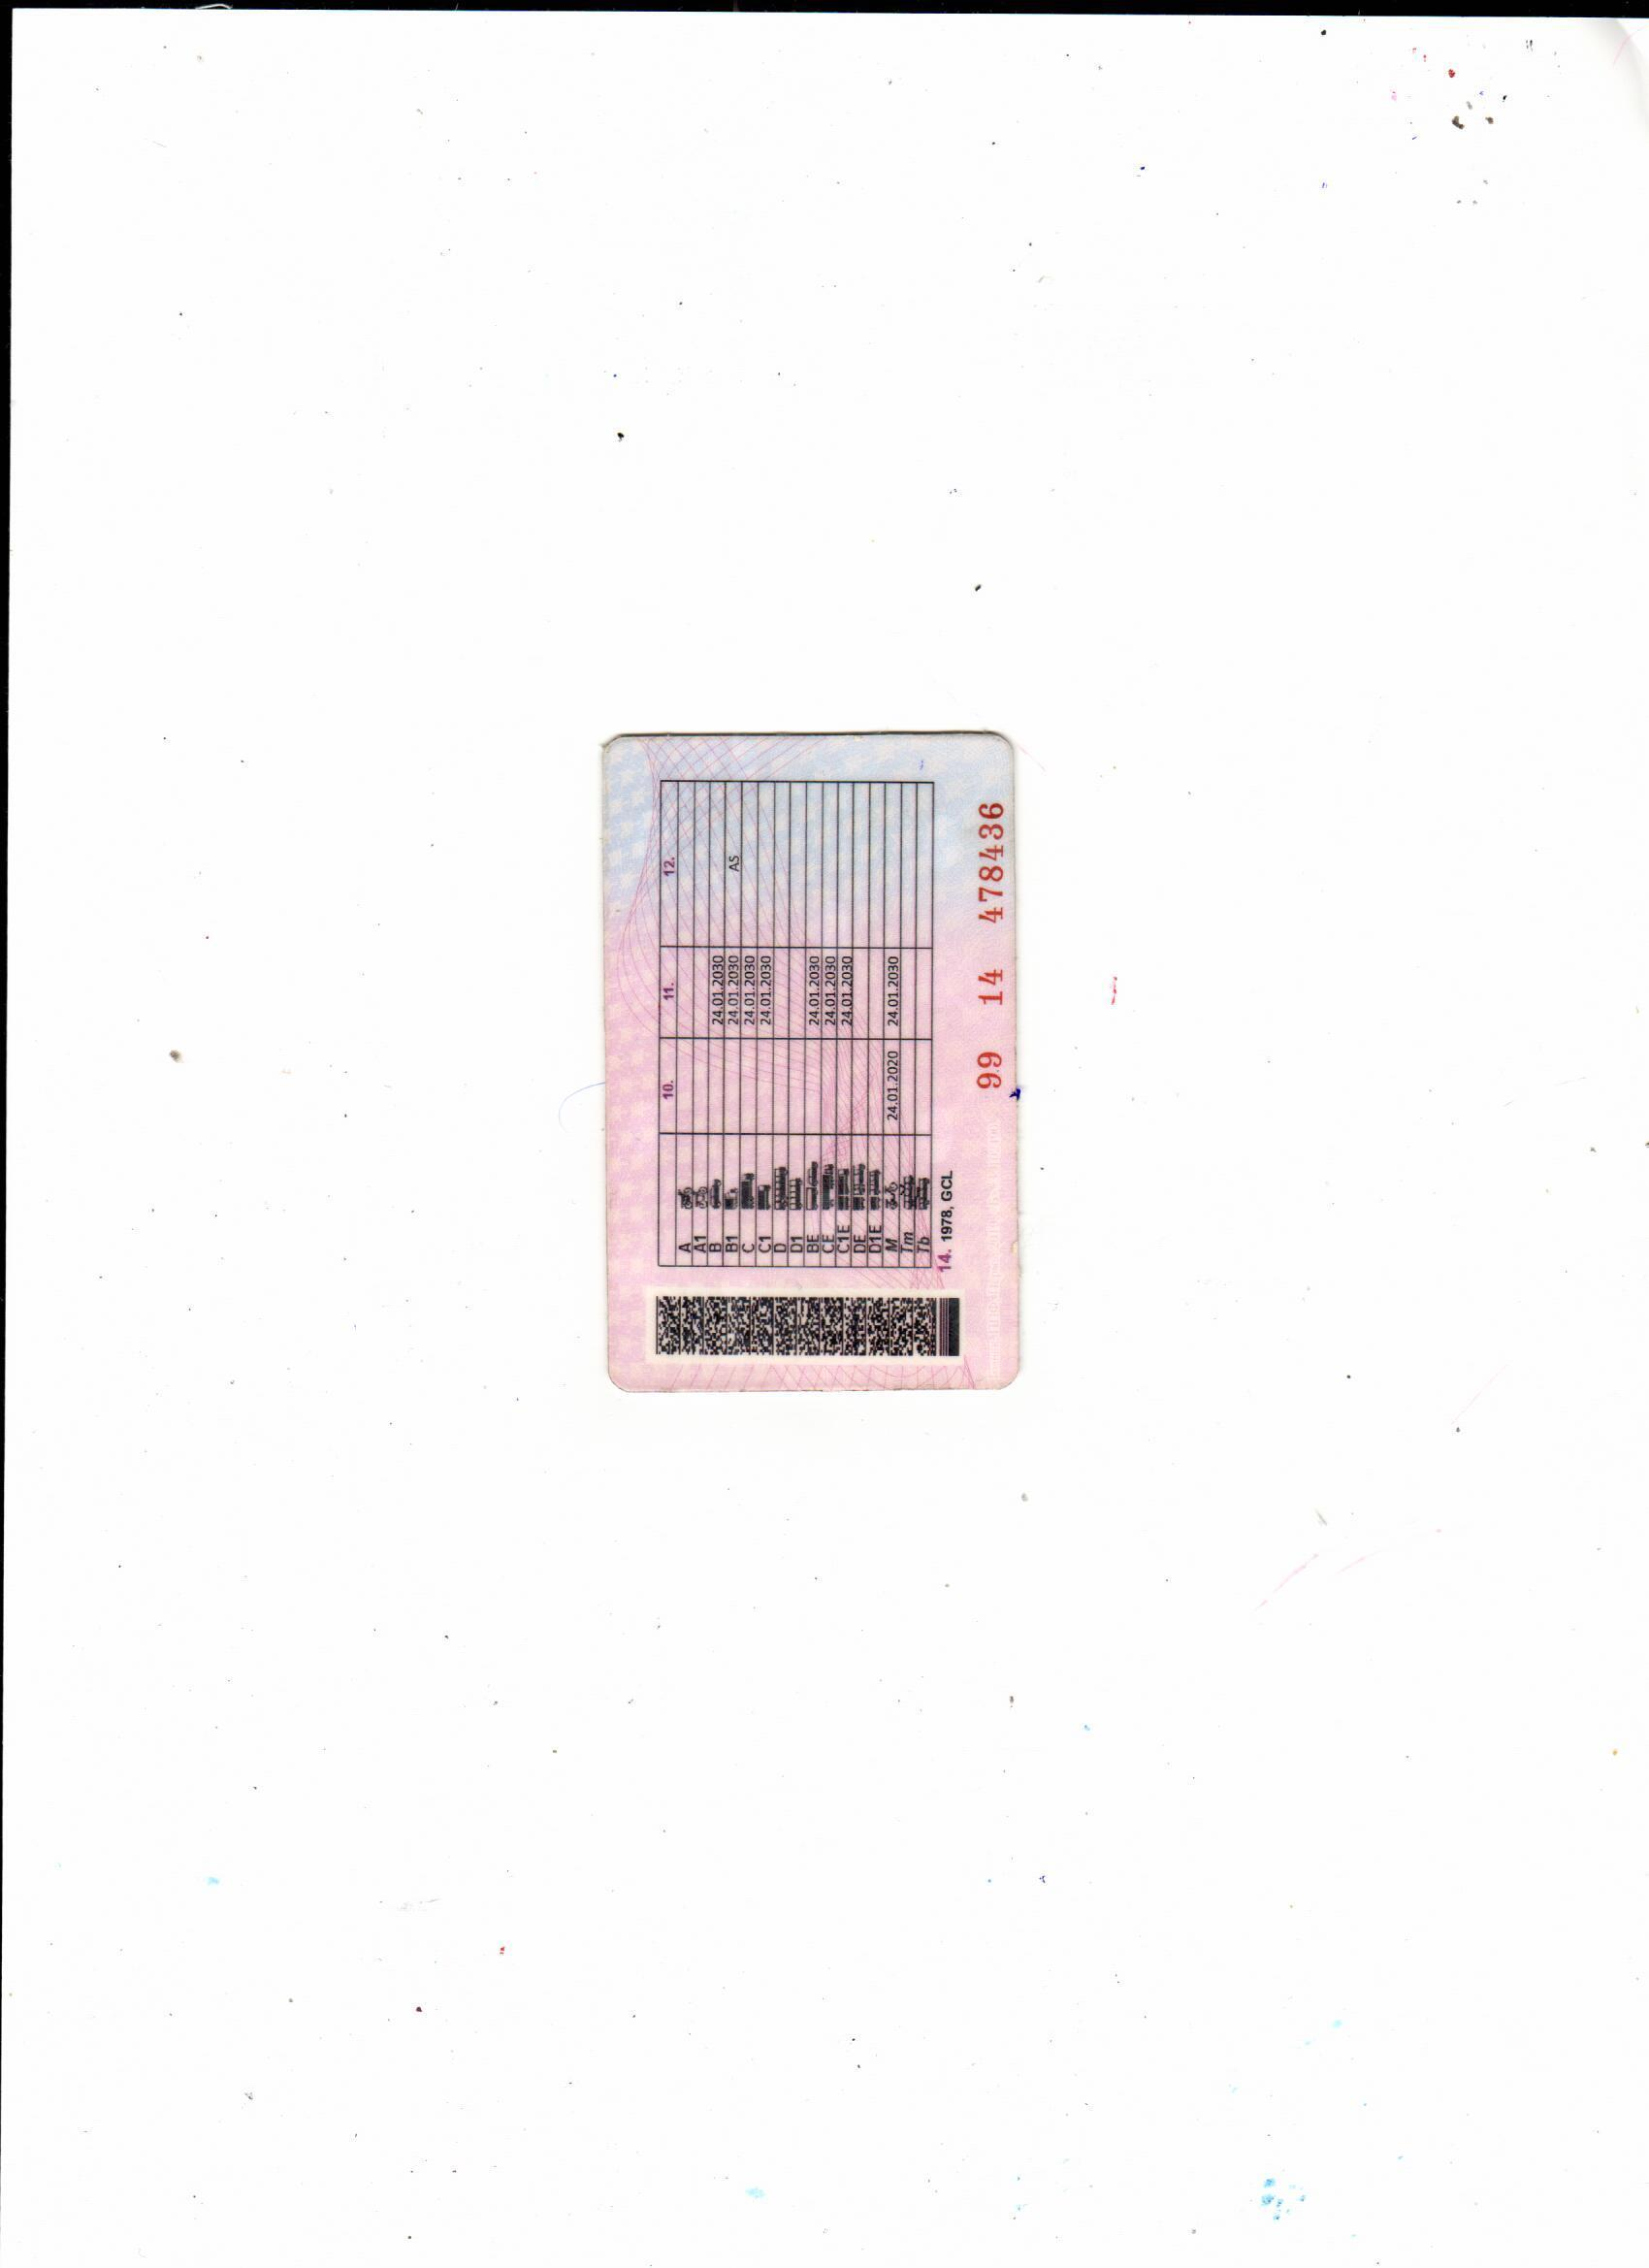 10. 11. 12.
A
A1
B 24.01.2030
B1 24.01.2030 AS
C 24.01.2030
C1 24.01.2030
D
D1
BE 24.01.2030
CE 24.01.2030
C1E 24.01.2030
DE
D1E
M 24.01.2020 24.01.2030
Tm
Tb
14. 1978, GCL
99 14 478436